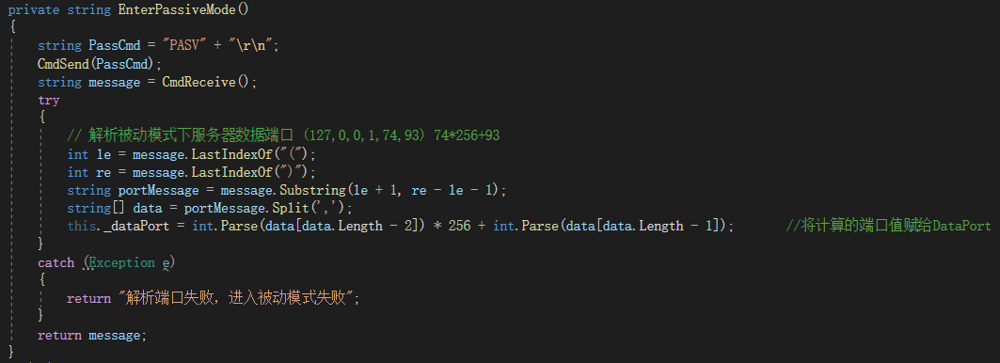 private string EnterPassiveMode()
{
string PassCmd = "PASV" + "\r\n";
CmdSend(PassCmd);
string message = CmdReceive();
try
{
// 解析被动模式下服务器数据端口 (127,0,0,1,74,93) 74*256+93
int le = message.LastIndexOf("(");
int re = message.LastIndexOf(")");
string portMessage = message.Substring(le + 1, re - le - 1);
string[] data = portMessage.Split(',');
this._dataPort = int.Parse(data[data.Length - 2]) * 256 + int.Parse(data[data.Length - 1]); //将计算的端口值赋给DataPort
}
catch (Exception e)
{
return "解析端口失败，进入被动模式失败";
}
return message;
}